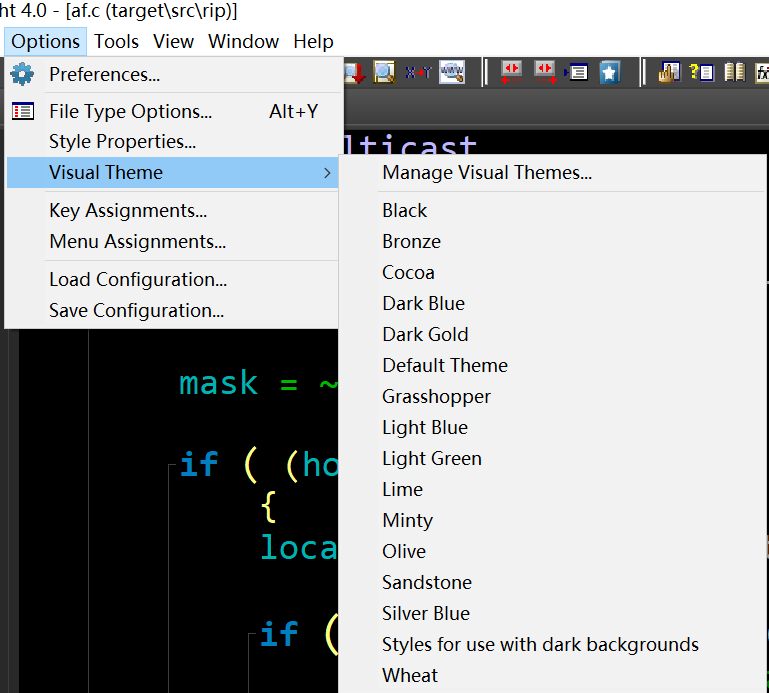 ht 4.0 - [af.c (target\src\rip)]
Options Tools View Window Help
Preferences...
File Type Options... Alt+Y
Style Properties...
Visual Theme
Key Assignments...
Menu Assignments...
Load Configuration...
Save Configuration...
lticast
Manage Visual Themes...
Black
Bronze
Cocoa
Dark Blue
Dark Gold
Default Theme
Grasshopper
Light Blue
Light Green
Lime
Minty
Olive
Sandstone
Silver Blue
Styles for use with dark backgrounds
Wheat
mask = ~
if ( (ho
{
loca
if (